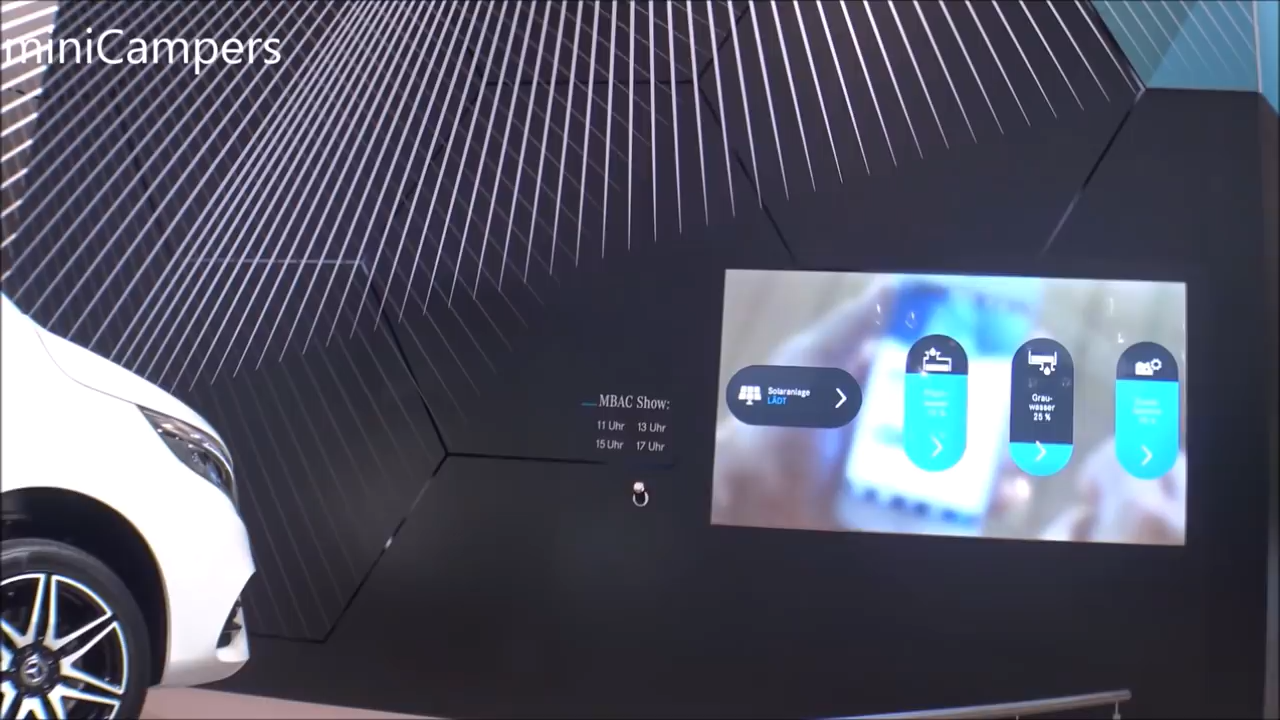 miniCampers
MBAC Show:
11 Uhr 13 Uhr
15 Uhr 17 Uhr
Solaranlage
LÄDT
Grau-
wasser
25 %